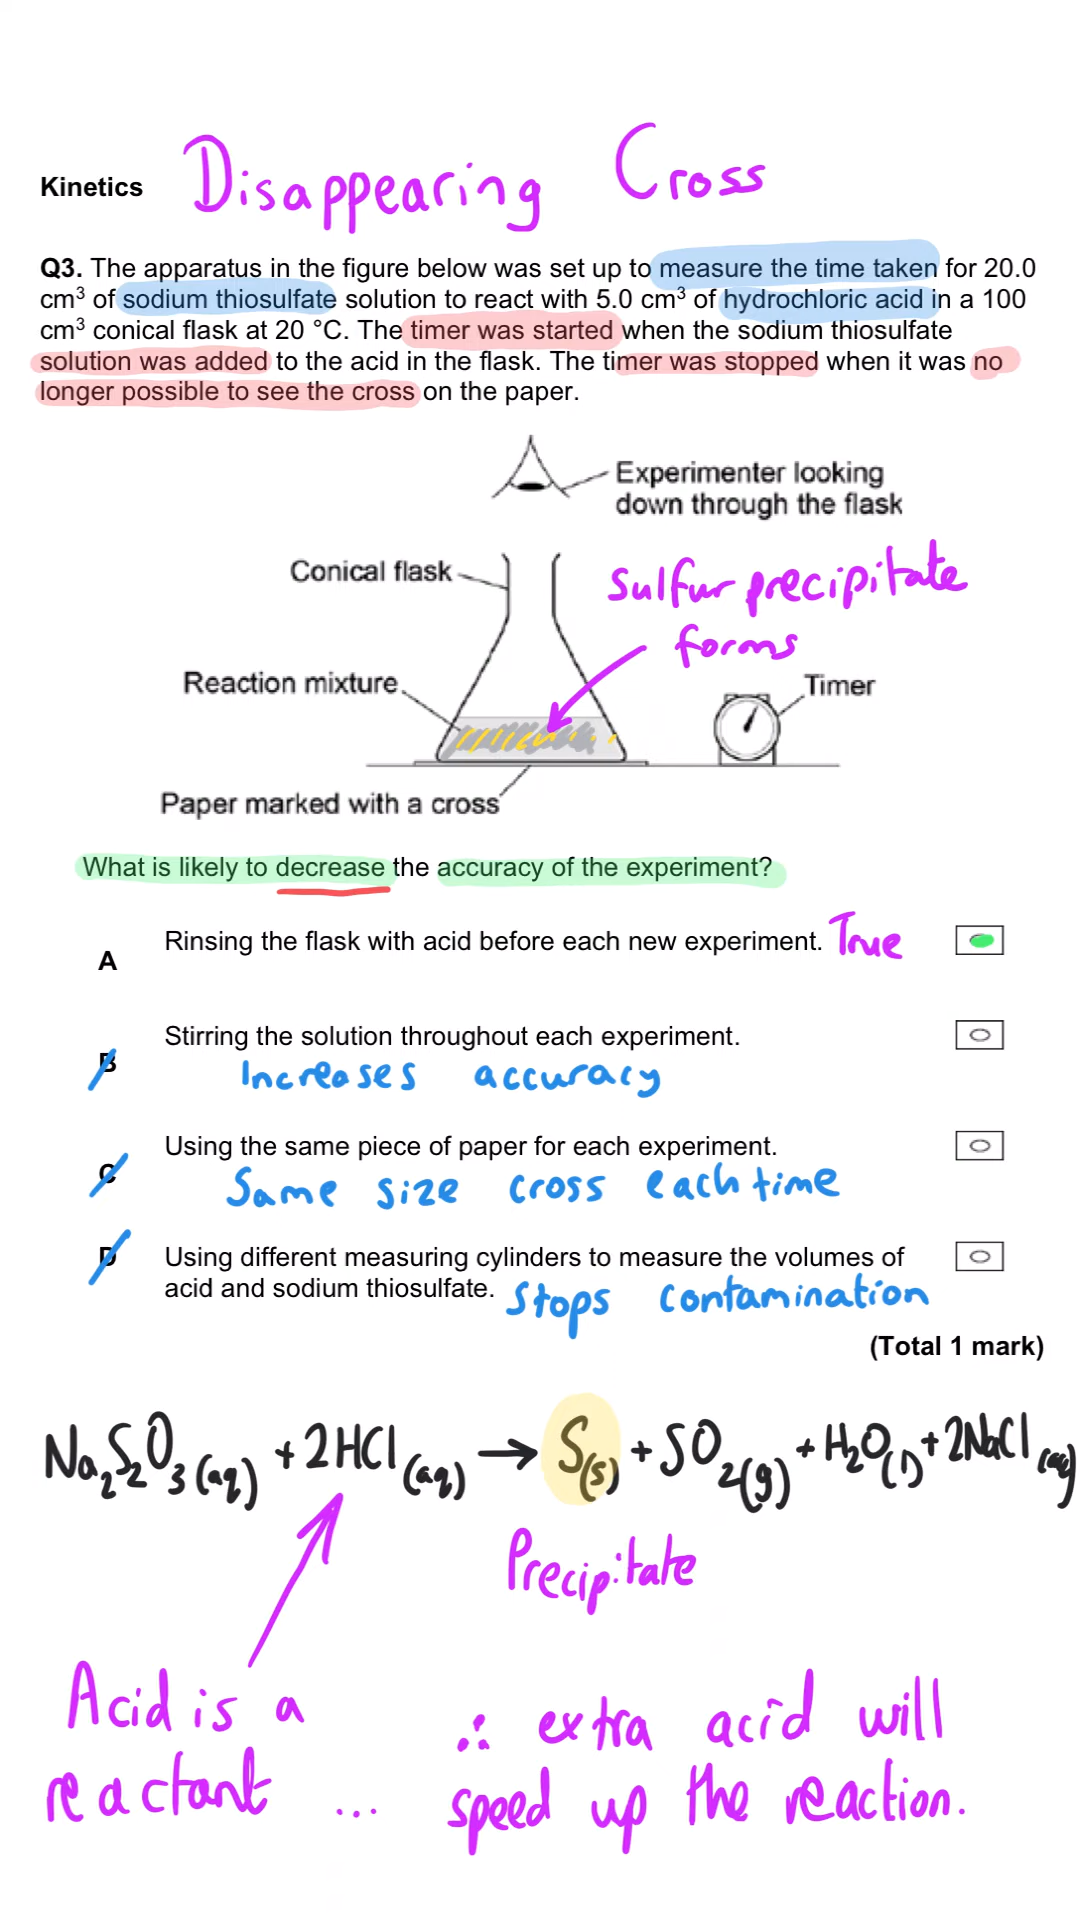 Kinetics Disappearing Cross
Q3. The apparatus in the figure below was set up to measure the time taken for 20.0
cm³ of sodium thiosulfate solution to react with 5.0 cm³ of hydrochloric acid in a 100
cm³ conical flask at 20 °C. The timer was started when the sodium thiosulfate
solution was added to the acid in the flask. The timer was stopped when it was no
longer possible to see the cross on the paper.
Experimenter looking
down through the flask
Conical flask
Sulfur precipitate
forms
Reaction mixture
Timer
Paper marked with a cross
What is likely to decrease the accuracy of the experiment?
A Rinsing the flask with acid before each new experiment. True
B Stirring the solution throughout each experiment.
Increases accuracy
C Using the same piece of paper for each experiment.
Same size cross each time
D Using different measuring cylinders to measure the volumes of
acid and sodium thiosulfate. Stops contamination
(Total 1 mark)
Na₂S₂O₃(aq) + 2HCl(aq) → S(s) + SO₂(g) + H₂O(l) + 2NaCl(aq)
Precipitate
Acid is a
reactant ...
∴ extra acid will
speed up the reaction.